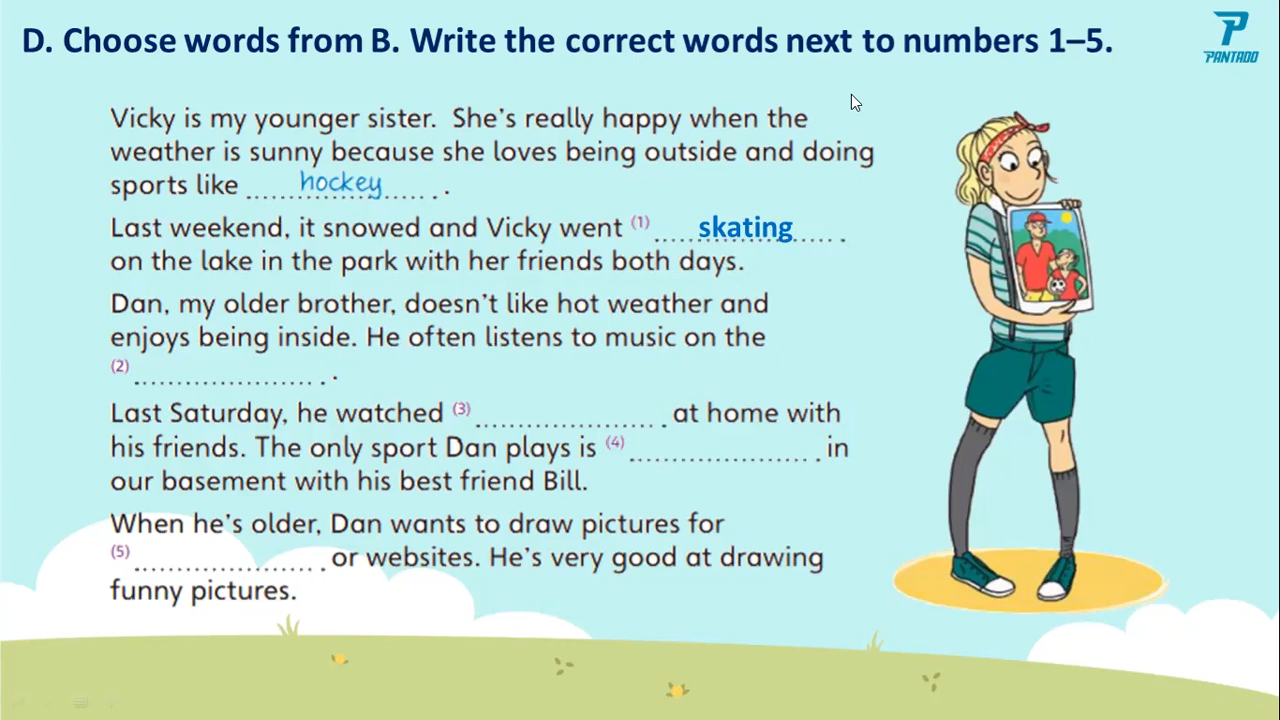 D. Choose words from B. Write the correct words next to numbers 1–5.
PANTADO
Vicky is my younger sister. She's really happy when the
weather is sunny because she loves being outside and doing
sports like hockey .
Last weekend, it snowed and Vicky went (1) skating .
on the lake in the park with her friends both days.
Dan, my older brother, doesn't like hot weather and
enjoys being inside. He often listens to music on the
(2) .................... .
Last Saturday, he watched (3) .................... at home with
his friends. The only sport Dan plays is (4) .................... in
our basement with his best friend Bill.
When he's older, Dan wants to draw pictures for
(5) .................... or websites. He's very good at drawing
funny pictures.